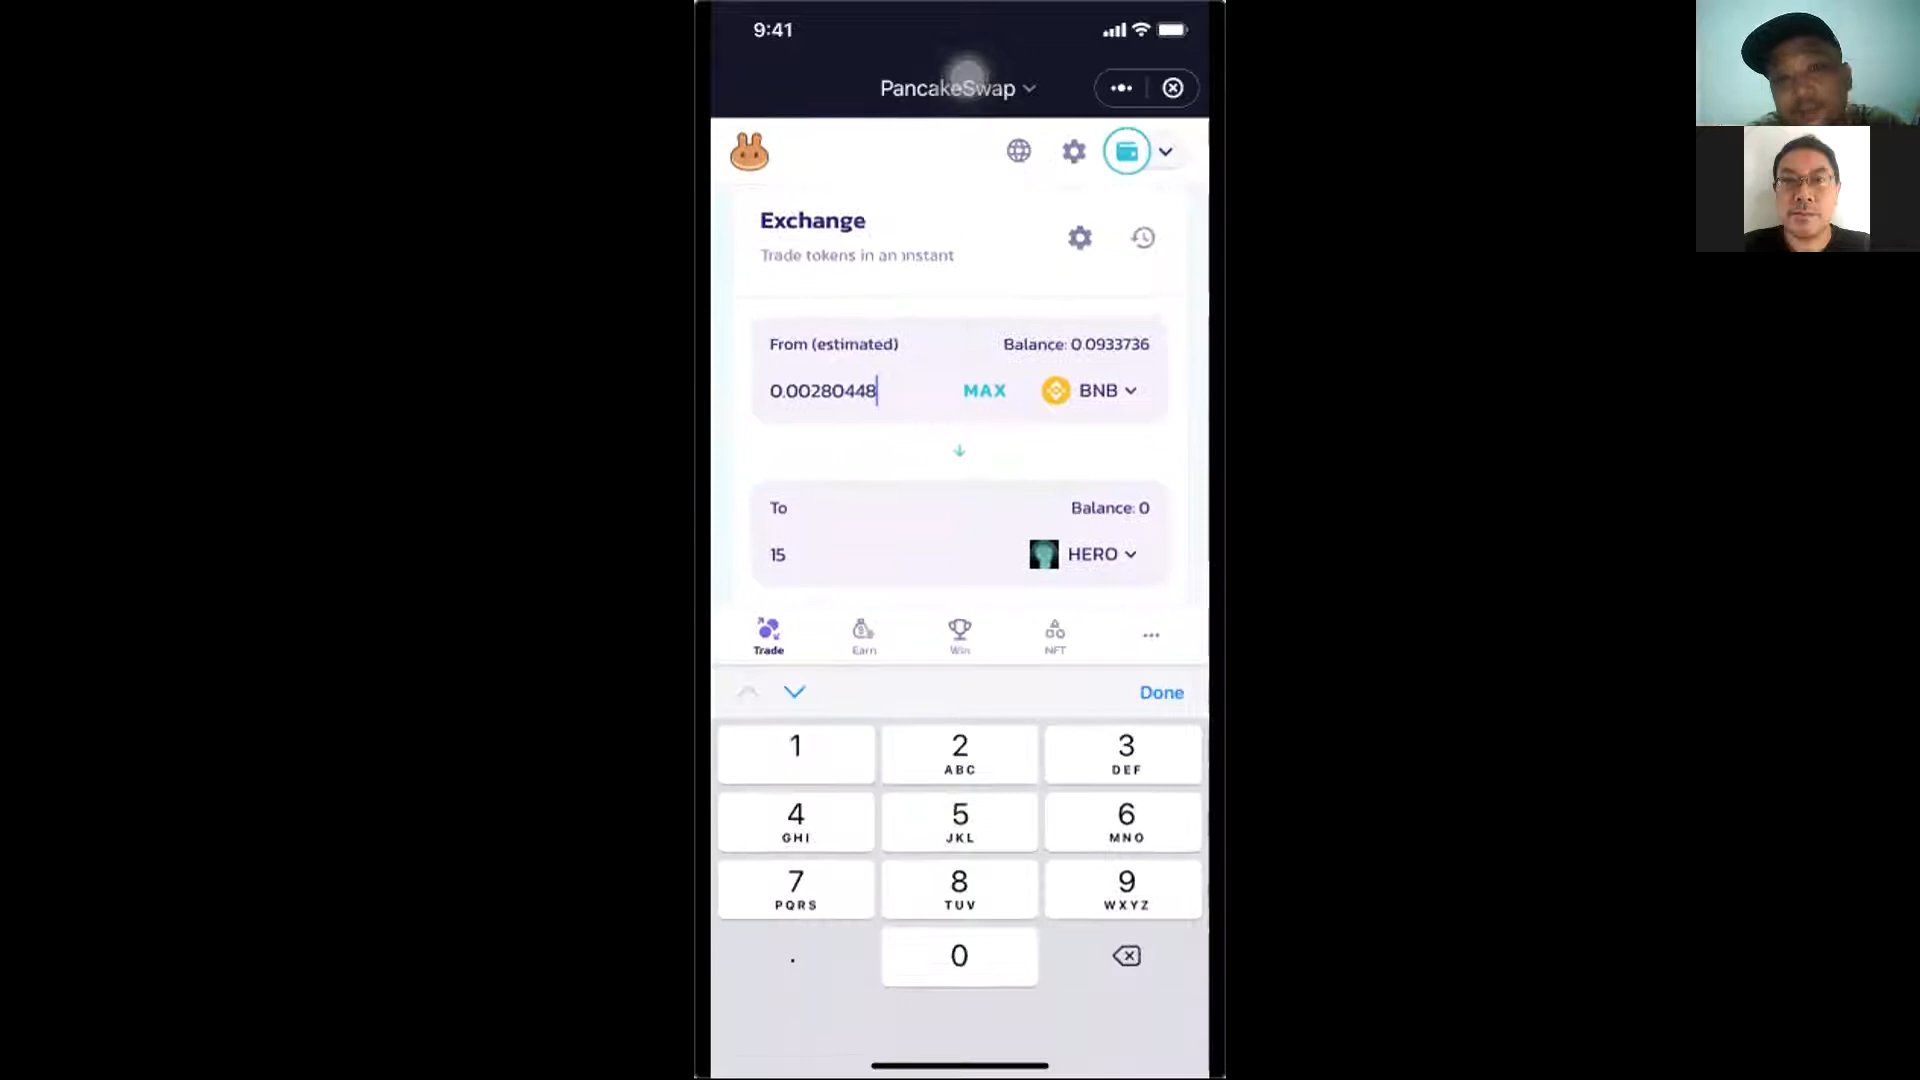 9:41
PancakeSwap
Exchange
Trade tokens in an instant
From (estimated)
Balance: 0.0933736
0.00280448
MAX
BNB
To
Balance: 0
15
HERO
Trade
Earn
Win
NFT
Done
1
2
ABC
3
DEF
4
GHI
5
JKL
6
MNO
7
PQRS
8
TUV
9
WXYZ
.
0